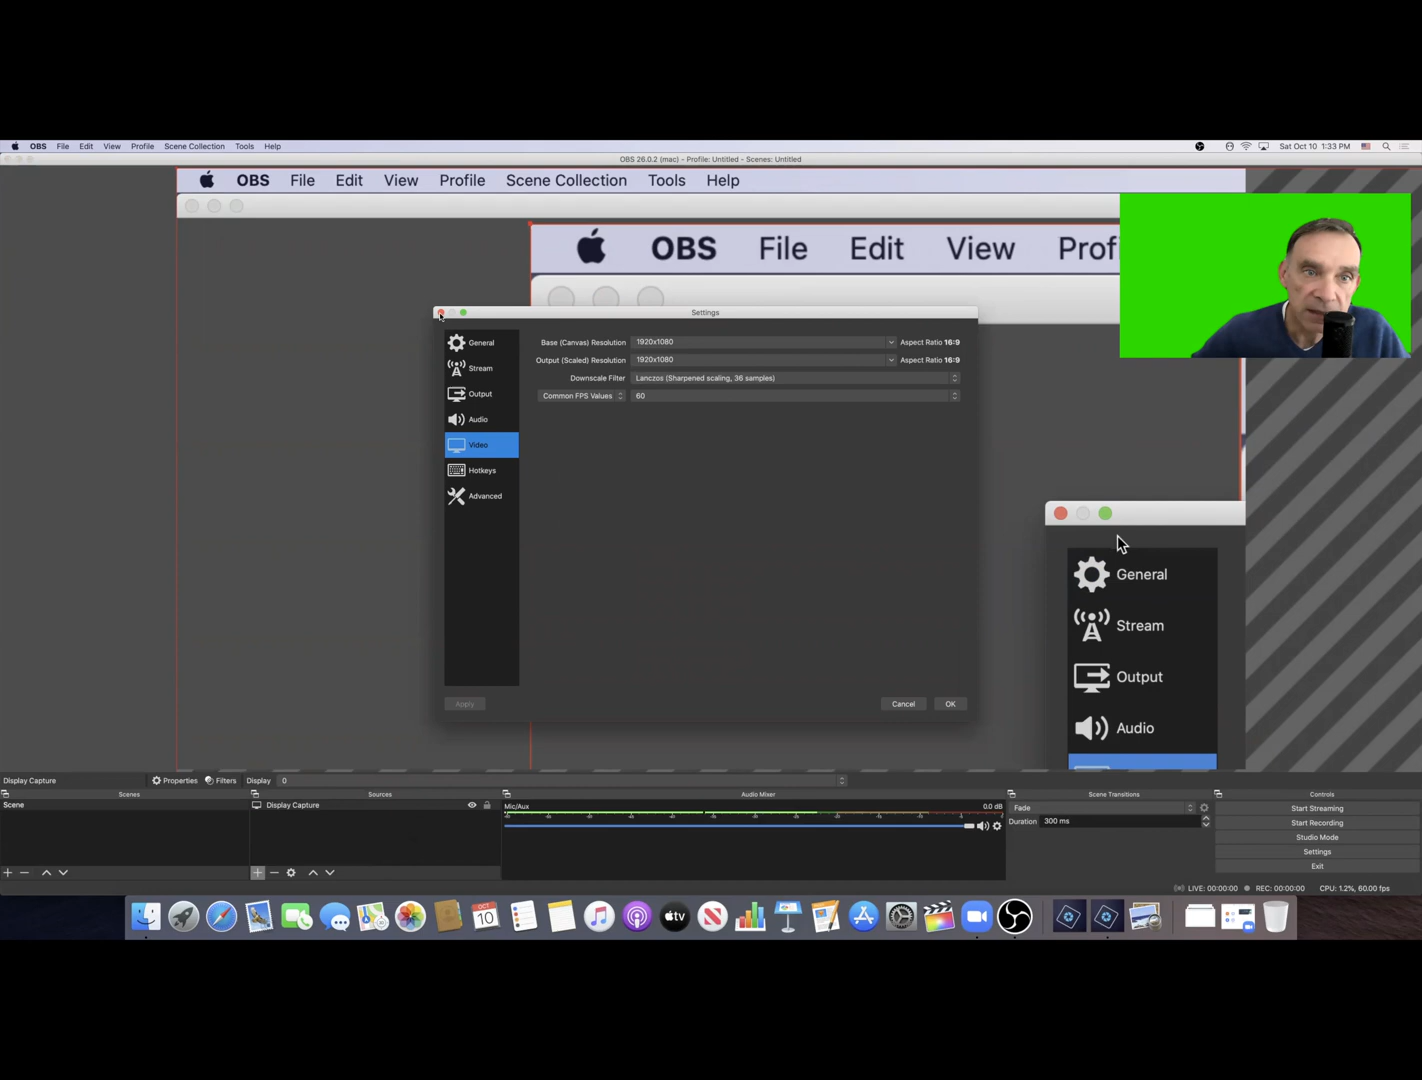 OBS File Edit View Profile Scene Collection Tools Help Sat Oct 10 1:33 PM
OBS 26.0.2 (mac) - Profile: Untitled - Scenes: Untitled
OBS File Edit View Profile Scene Collection Tools Help
OBS File Edit View Prof
Settings
General
Stream
Output
Audio
Video
Hotkeys
Advanced
Base (Canvas) Resolution 1920x1080 Aspect Ratio 16:9
Output (Scaled) Resolution 1920x1080 Aspect Ratio 16:9
Downscale Filter Lanczos (Sharpened scaling, 36 samples)
Common FPS Values 60
Apply Cancel OK
General
Stream
Output
Audio
Display Capture Properties Filters Display 0
Scenes Sources Audio Mixer Scene Transitions Controls
Scene
Display Capture
Mic/Aux 0.0 dB
Fade
Duration 300 ms
Start Streaming
Start Recording
Studio Mode
Settings
Exit
LIVE: 00:00:00 REC: 00:00:00 CPU: 1.2%, 60.00 fps
OCT
10
tv